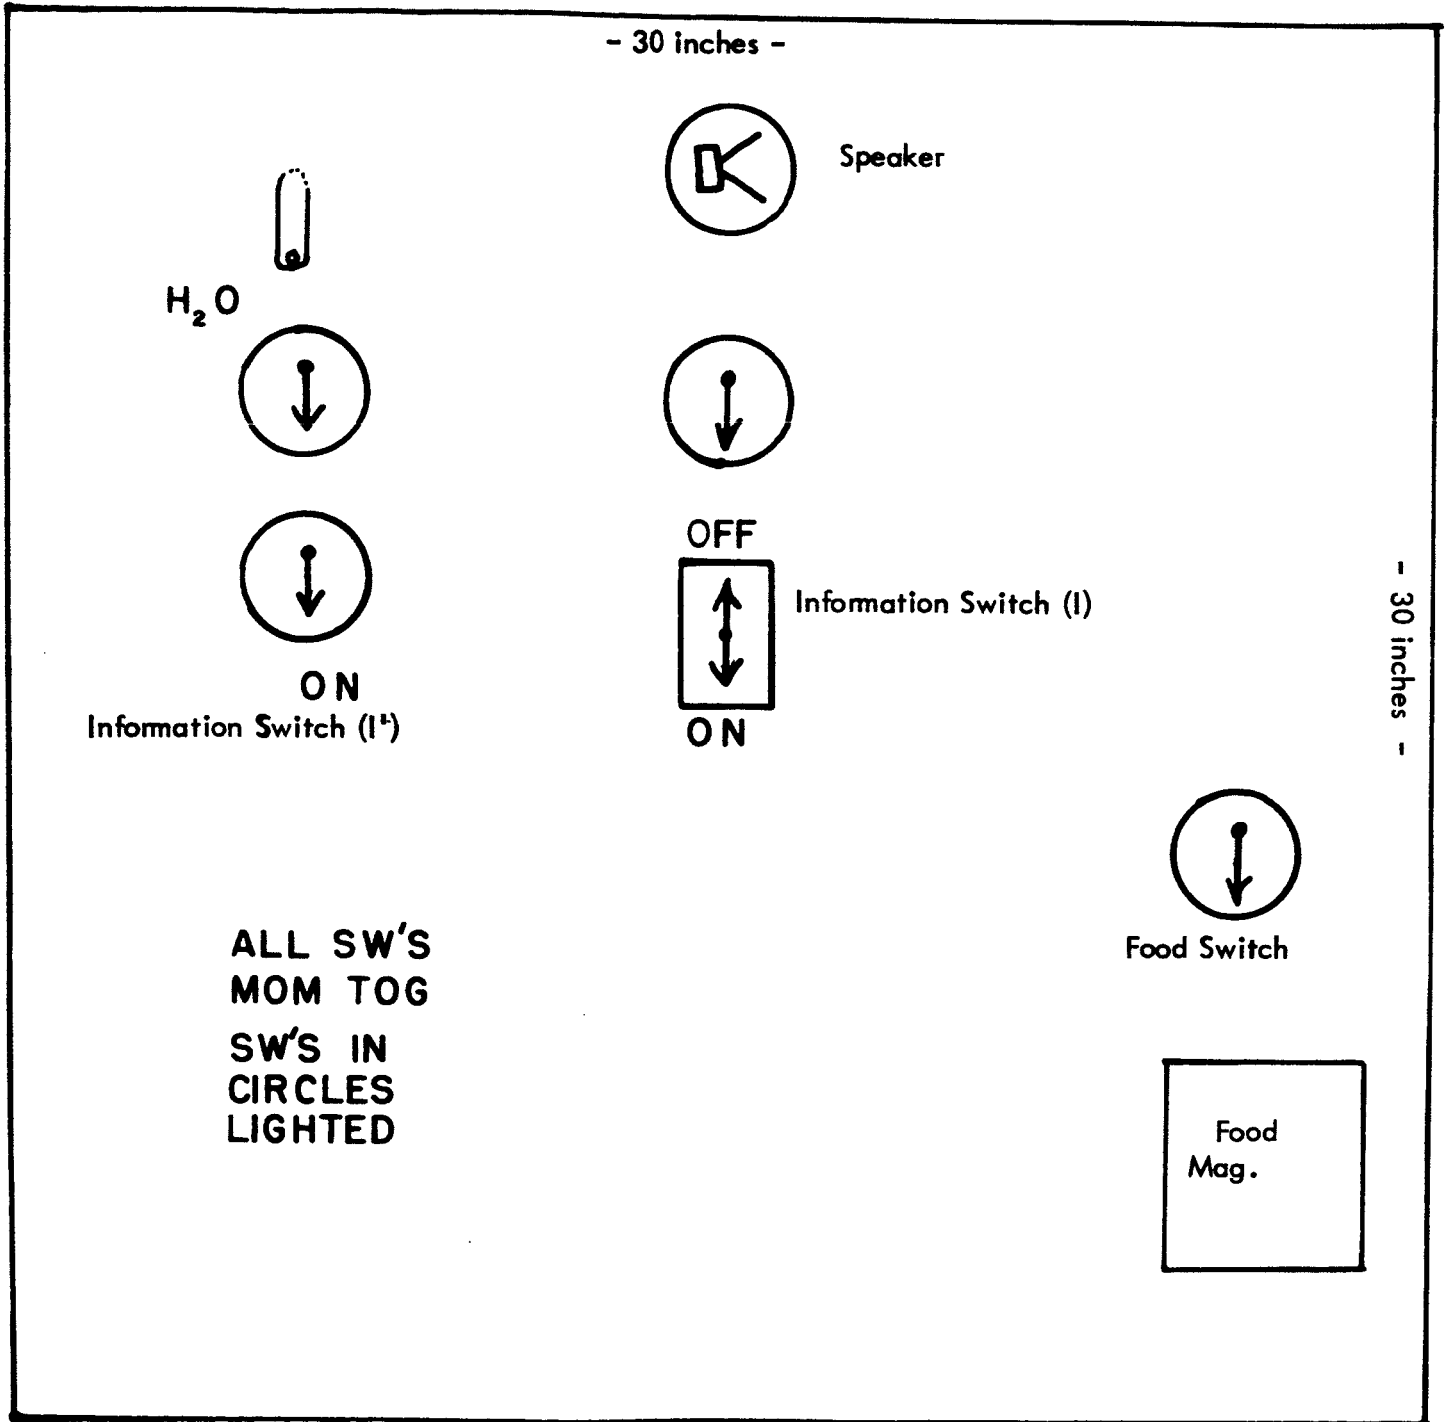 - 30 inches -
Speaker
H₂O
OFF
Information Switch (I)
- 30 inches -
ON
Information Switch (I¹)
ON
Food Switch
ALL SW'S
MOM TOG
SW'S IN
CIRCLES
LIGHTED
Food
Mag.